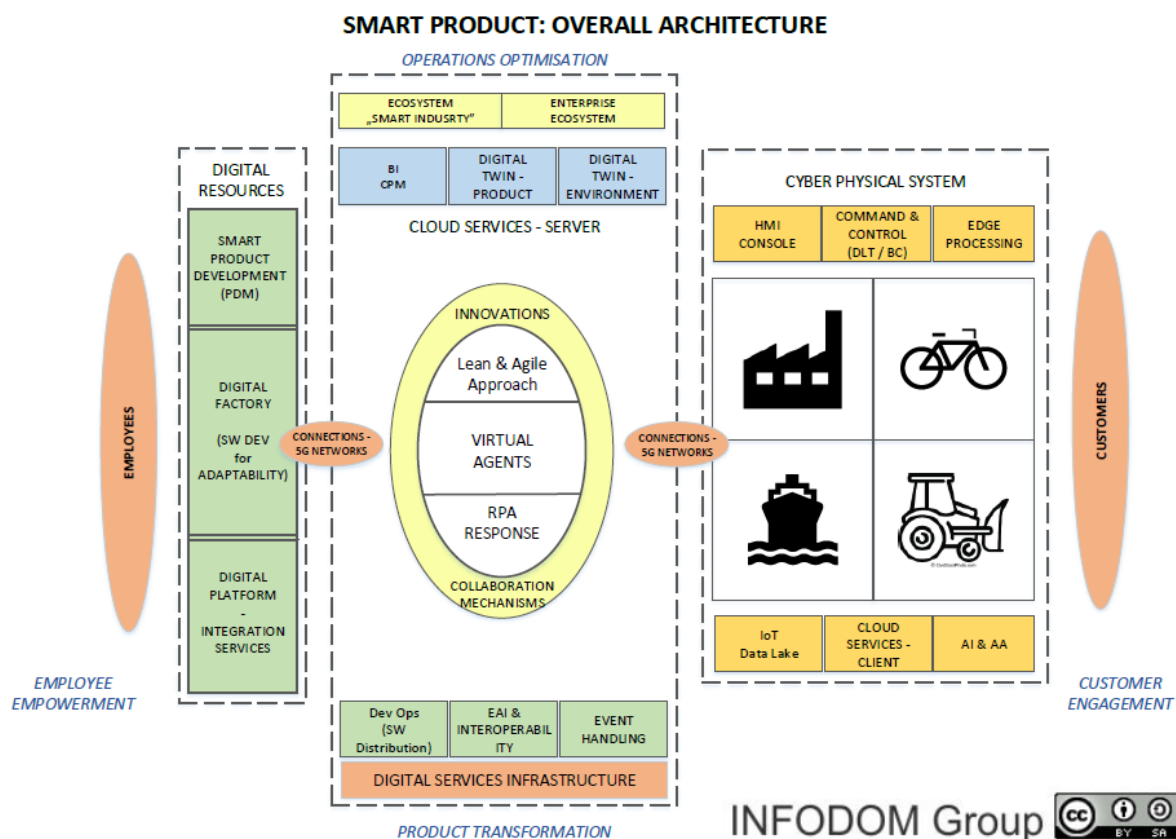 SMART PRODUCT: OVERALL ARCHITECTURE
OPERATIONS OPTIMISATION
ECOSYSTEM
„SMART INDUSRTY”
ENTERPRISE
ECOSYSTEM
BI
CPM
DIGITAL
TWIN -
PRODUCT
DIGITAL
TWIN -
ENVIRONMENT
CLOUD SERVICES - SERVER
DIGITAL
RESOURCES
SMART
PRODUCT
DEVELOPMENT
(PDM)
DIGITAL
FACTORY
(SW DEV
for
ADAPTABILITY)
DIGITAL
PLATFORM
-
INTEGRATION
SERVICES
EMPLOYEES
EMPLOYEE
EMPOWERMENT
CONNECTIONS -
5G NETWORKS
INNOVATIONS
Lean & Agile
Approach
VIRTUAL
AGENTS
RPA
RESPONSE
COLLABORATION
MECHANISMS
CONNECTIONS -
5G NETWORKS
CYBER PHYSICAL SYSTEM
HMI
CONSOLE
COMMAND &
CONTROL
(DLT / BC)
EDGE
PROCESSING
IoT
Data Lake
CLOUD
SERVICES -
CLIENT
AI & AA
CUSTOMERS
CUSTOMER
ENGAGEMENT
Dev Ops
(SW
Distribution)
EAI &
INTEROPERABIL
ITY
EVENT
HANDLING
DIGITAL SERVICES INFRASTRUCTURE
PRODUCT TRANSFORMATION
INFODOM Group
cc
BY SA